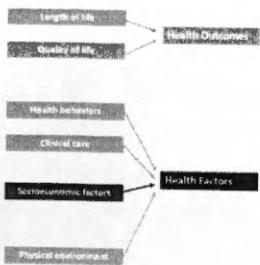 Length of life
Quality of life
Health Outcomes
Health behaviors
Clinical care
Socioeconomic factors
Health Factors
Physical environment